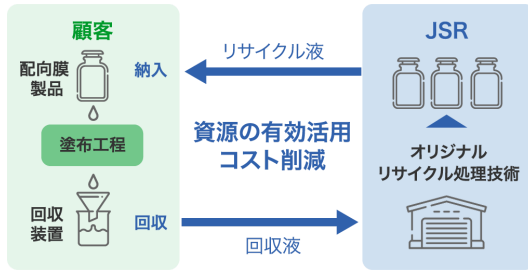 顧客
配向膜
製品
納入
塗布工程
回収
装置
回収
リサイクル液
資源の有効活用
コスト削減
回収液
JSR
オリジナル
リサイクル処理技術